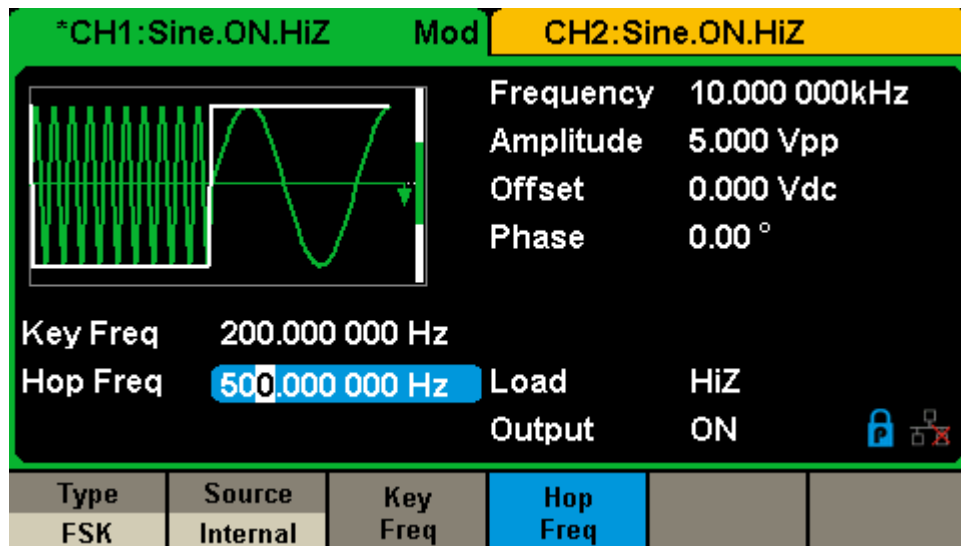 *CH1:Sine.ON.HiZ Mod CH2:Sine.ON.HiZ
Frequency 10.000 000kHz
Amplitude 5.000 Vpp
Offset 0.000 Vdc
Phase 0.00 °
Key Freq 200.000 000 Hz
Hop Freq 500.000 000 Hz Load HiZ
Output ON P
Type Source Key Hop
FSK Internal Freq Freq